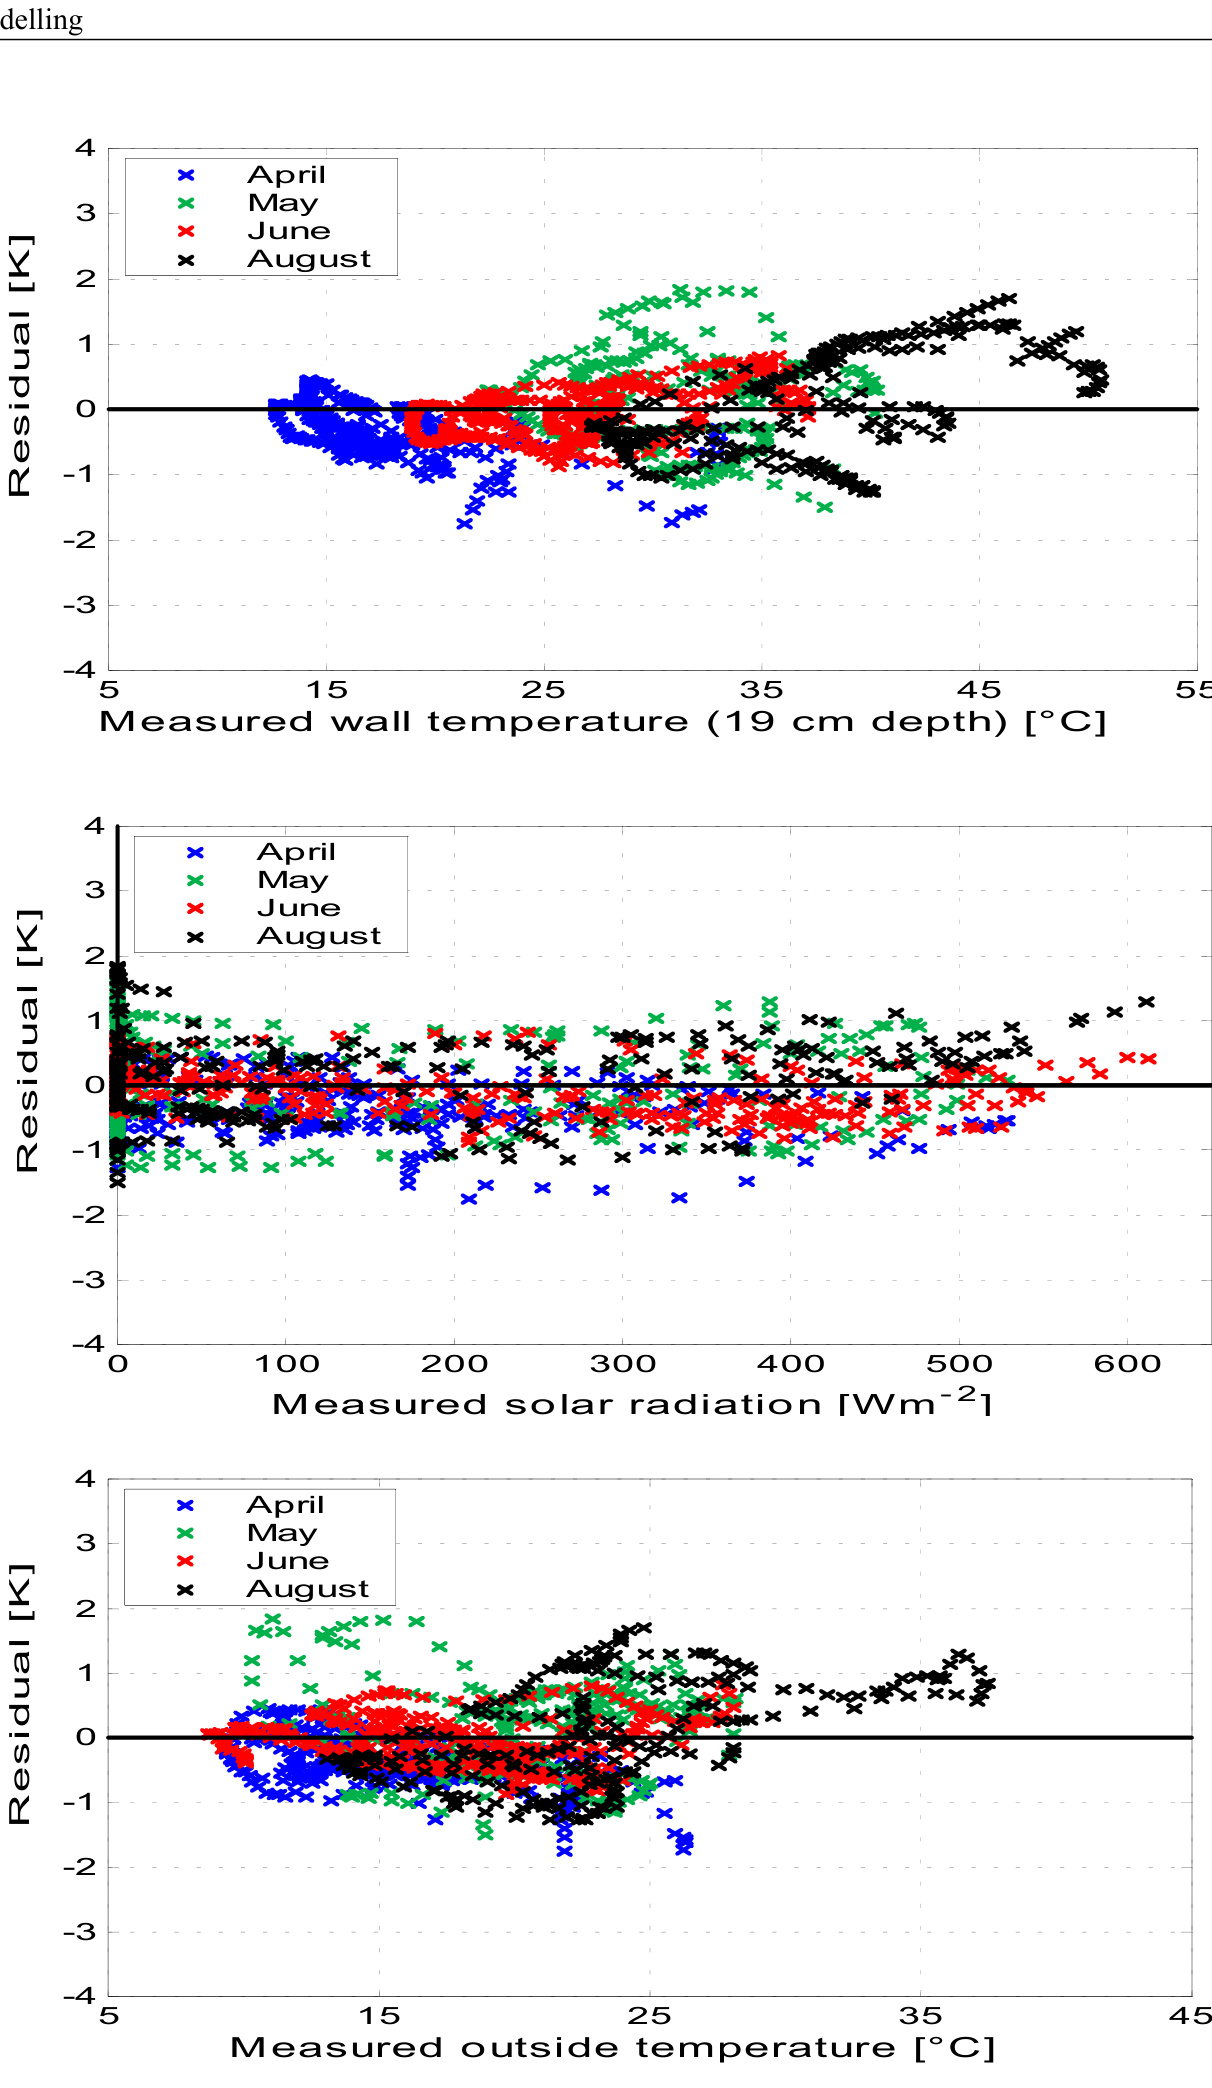 delling
4
3
2
1
0
-1
-2
-3
-4
Residual [K]
April
May
June
August
5 15 25 35 45 55
Measured wall temperature (19 cm depth) [°C]
4
3
2
1
0
-1
-2
-3
-4
Residual [K]
April
May
June
August
0 100 200 300 400 500 600
Measured solar radiation [Wm⁻²]
4
3
2
1
0
-1
-2
-3
-4
Residual [K]
April
May
June
August
5 15 25 35 45
Measured outside temperature [°C]